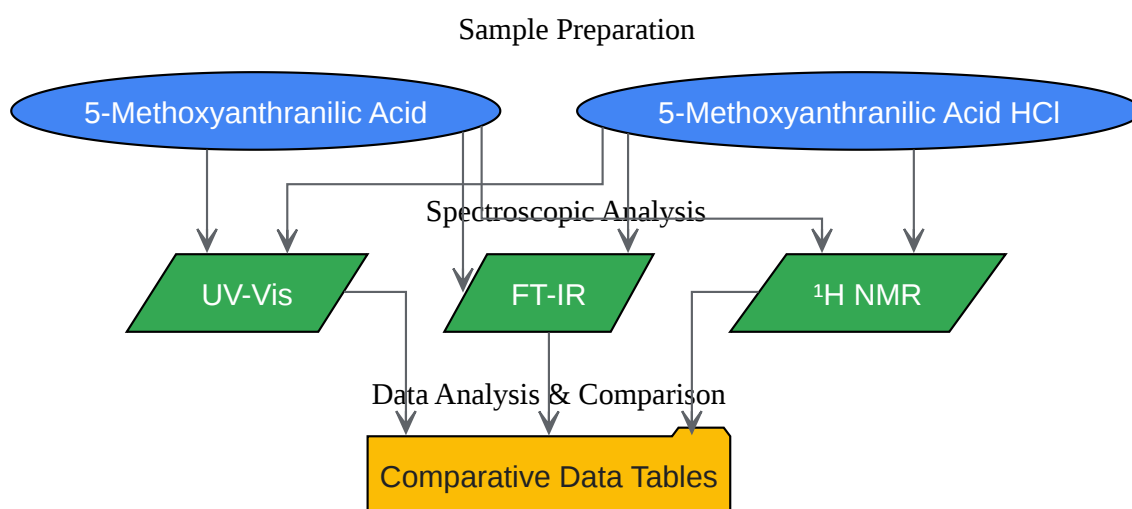 Sample Preparation
5-Methoxyanthranilic Acid
5-Methoxyanthranilic Acid HCl
Spectroscopic Analysis
UV-Vis
FT-IR
¹H NMR
Data Analysis & Comparison
Comparative Data Tables